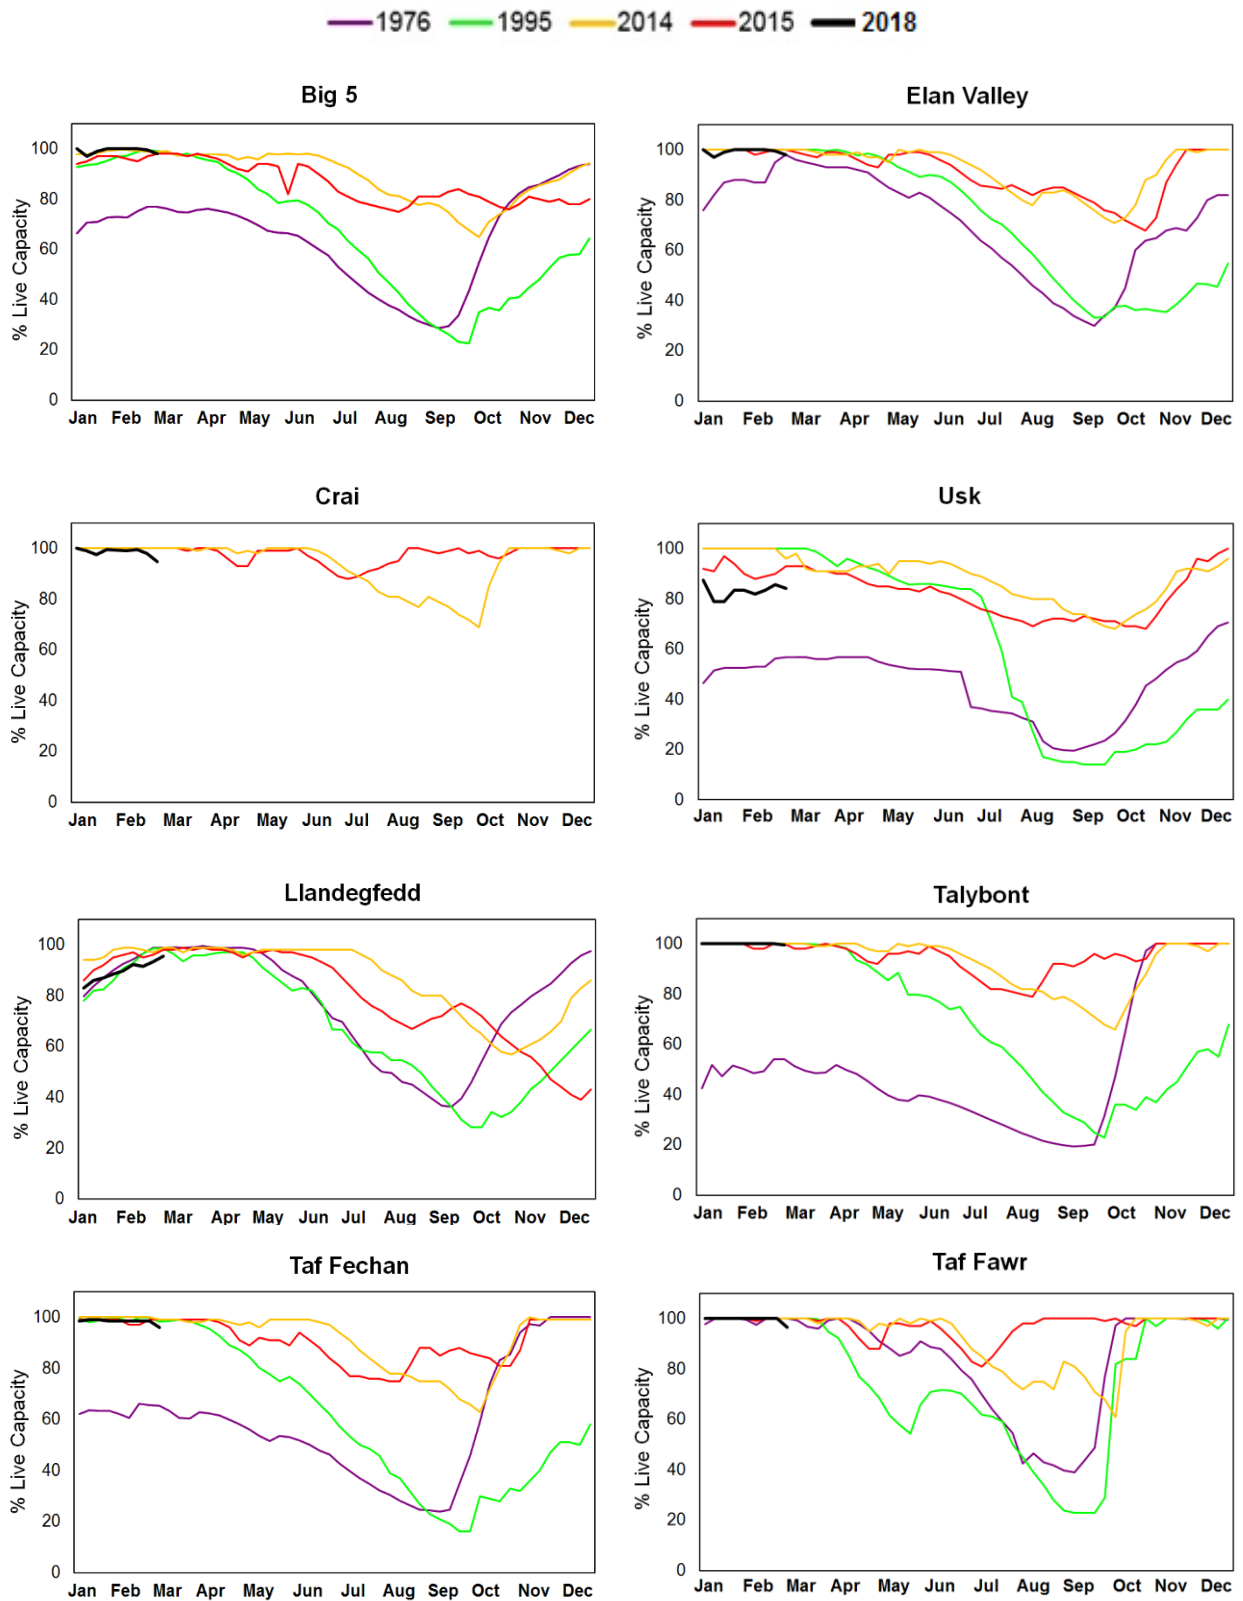 1976 1995 2014 2015 2018
Big 5
% Live Capacity
100
80
60
40
20
0
Jan Feb Mar Apr May Jun Jul Aug Sep Oct Nov Dec
Elan Valley
% Live Capacity
100
80
60
40
20
0
Jan Feb Mar Apr May Jun Jul Aug Sep Oct Nov Dec
Crai
% Live Capacity
100
80
60
40
20
0
Jan Feb Mar Apr May Jun Jul Aug Sep Oct Nov Dec
Usk
% Live Capacity
100
80
60
40
20
0
Jan Feb Mar Apr May Jun Jul Aug Sep Oct Nov Dec
Llandegfedd
% Live Capacity
100
80
60
40
20
0
Jan Feb Mar Apr May Jun Jul Aug Sep Oct Nov Dec
Talybont
% Live Capacity
100
80
60
40
20
0
Jan Feb Mar Apr May Jun Jul Aug Sep Oct Nov Dec
Taf Fechan
% Live Capacity
100
80
60
40
20
0
Jan Feb Mar Apr May Jun Jul Aug Sep Oct Nov Dec
Taf Fawr
% Live Capacity
100
80
60
40
20
0
Jan Feb Mar Apr May Jun Jul Aug Sep Oct Nov Dec